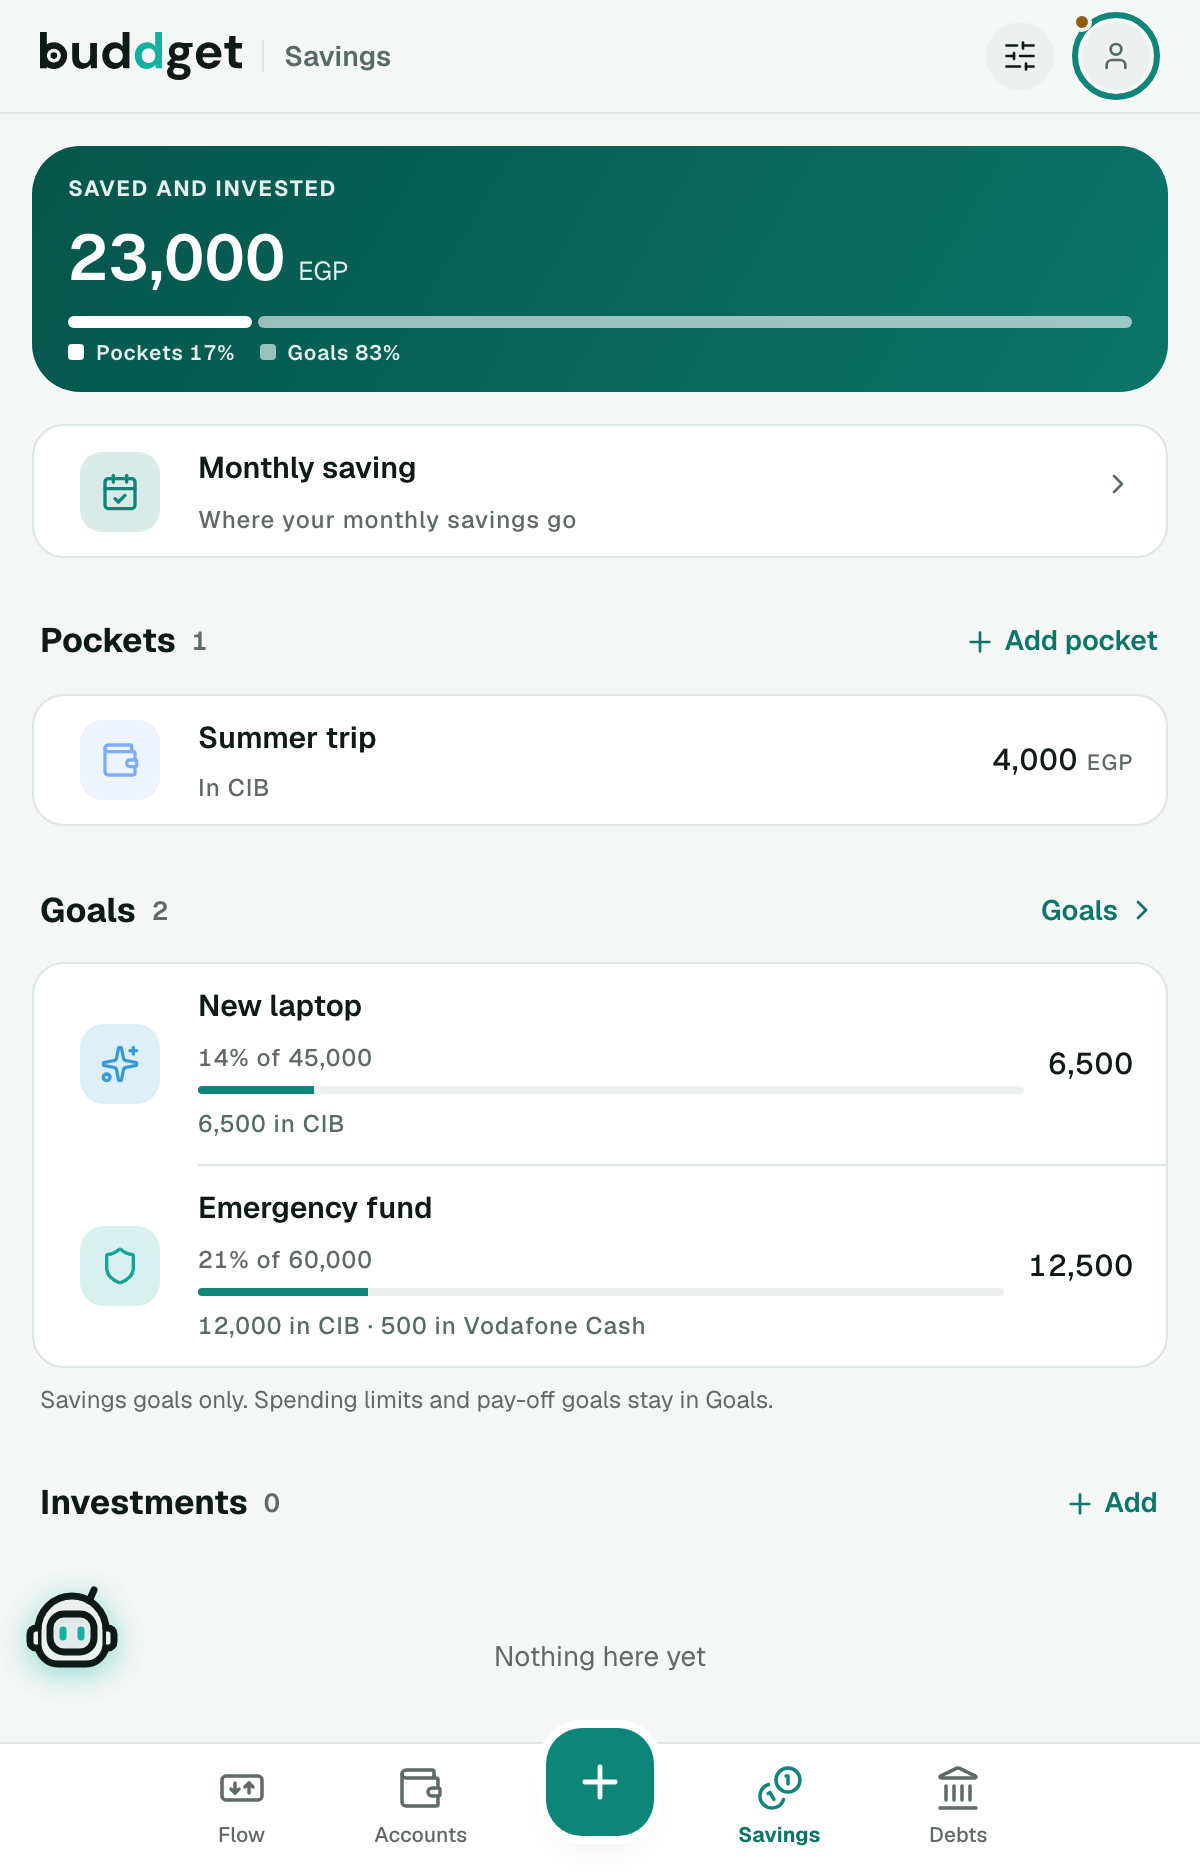 buddget
Savings
SAVED AND INVESTED
23,000 EGP
Pockets 17% Goals 83%
Monthly saving
Where your monthly savings go
Pockets 1
+ Add pocket
Summer trip
In CIB
4,000 EGP
Goals 2
Goals
New laptop
14% of 45,000
6,500
6,500 in CIB
Emergency fund
21% of 60,000
12,500
12,000 in CIB · 500 in Vodafone Cash
Savings goals only. Spending limits and pay-off goals stay in Goals.
Investments 0
+ Add
Nothing here yet
Flow
Accounts
Savings
Debts